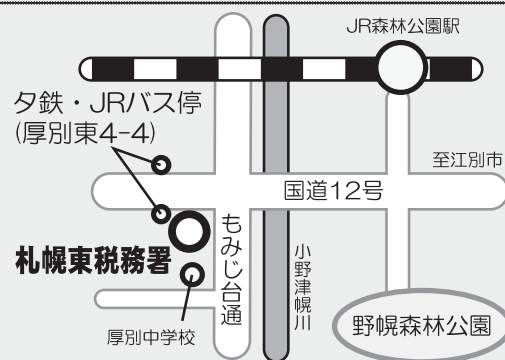 JR森林公園駅
夕鉄・JRバス停
(厚別東4-4)
至江別市
国道12号
もみじ台通
小野津幌川
札幌東税務署
厚別中学校
野幌森林公園